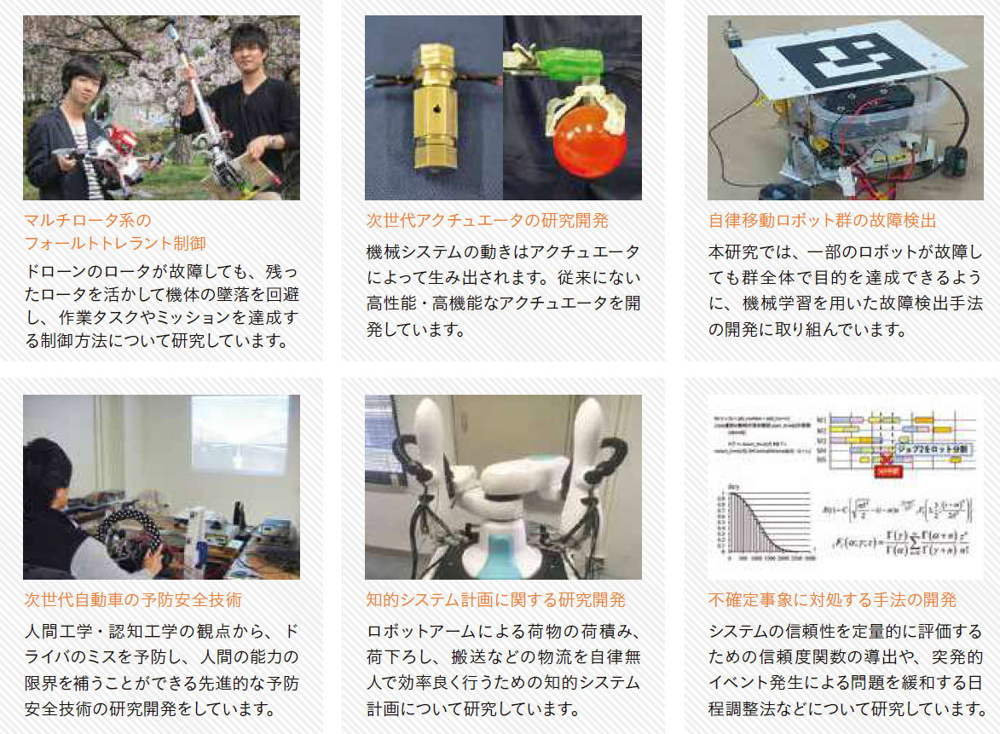 マルチロータ系の
フォールトトレラント制御
ドローンのロータが故障しても、残っ
たロータを活かして機体の墜落を回避
し、作業タスクやミッションを達成す
る制御方法について研究しています。
次世代アクチュエータの研究開発
機械システムの動きはアクチュエータ
によって生み出されます。従来にない
高性能・高機能なアクチュエータを開
発しています。
自律移動ロボット群の故障検出
本研究では、一部のロボットが故障し
ても群全体で目的を達成できるよう
に、機械学習を用いた故障検出手法
の開発に取り組んでいます。
次世代自動車の予防安全技術
人間工学・認知工学の観点から、ド
ライバのミスを予防し、人間の能力の
限界を補うことができる先進的な予防
安全技術の研究開発をしています。
知的システム計画に関する研究開発
ロボットアームによる荷物の荷積み、
荷下ろし、搬送などの物流を自律無
人で効率良く行うための知的システム
計画について研究しています。
ジョブ2をロット分割
0 500 1000 1500 2000 2500 3000
不確定事象に対処する手法の開発
システムの信頼性を定量的に評価する
ための信頼度関数の導出や、突発的
イベント発生による問題を緩和する日
程調整法などについて研究しています。